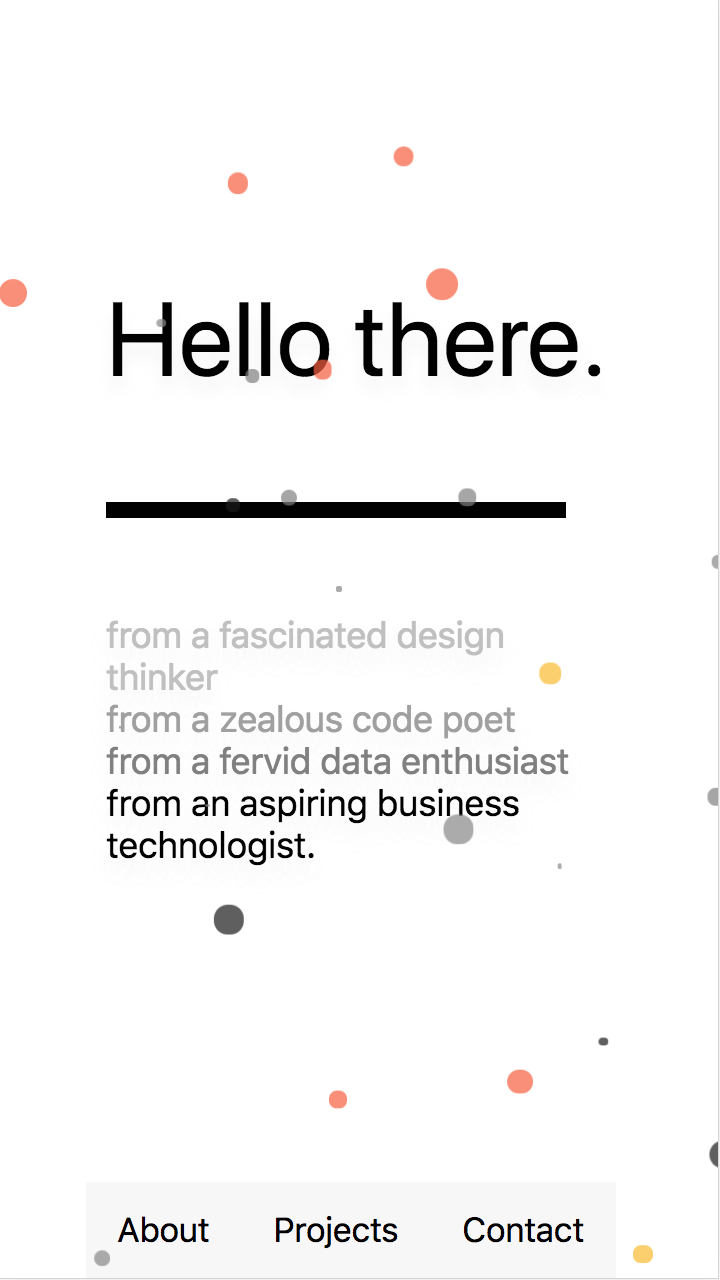 Hello there.
from a fascinated design
thinker
from a zealous code poet
from a fervid data enthusiast
from an aspiring business
technologist.
About Projects Contact